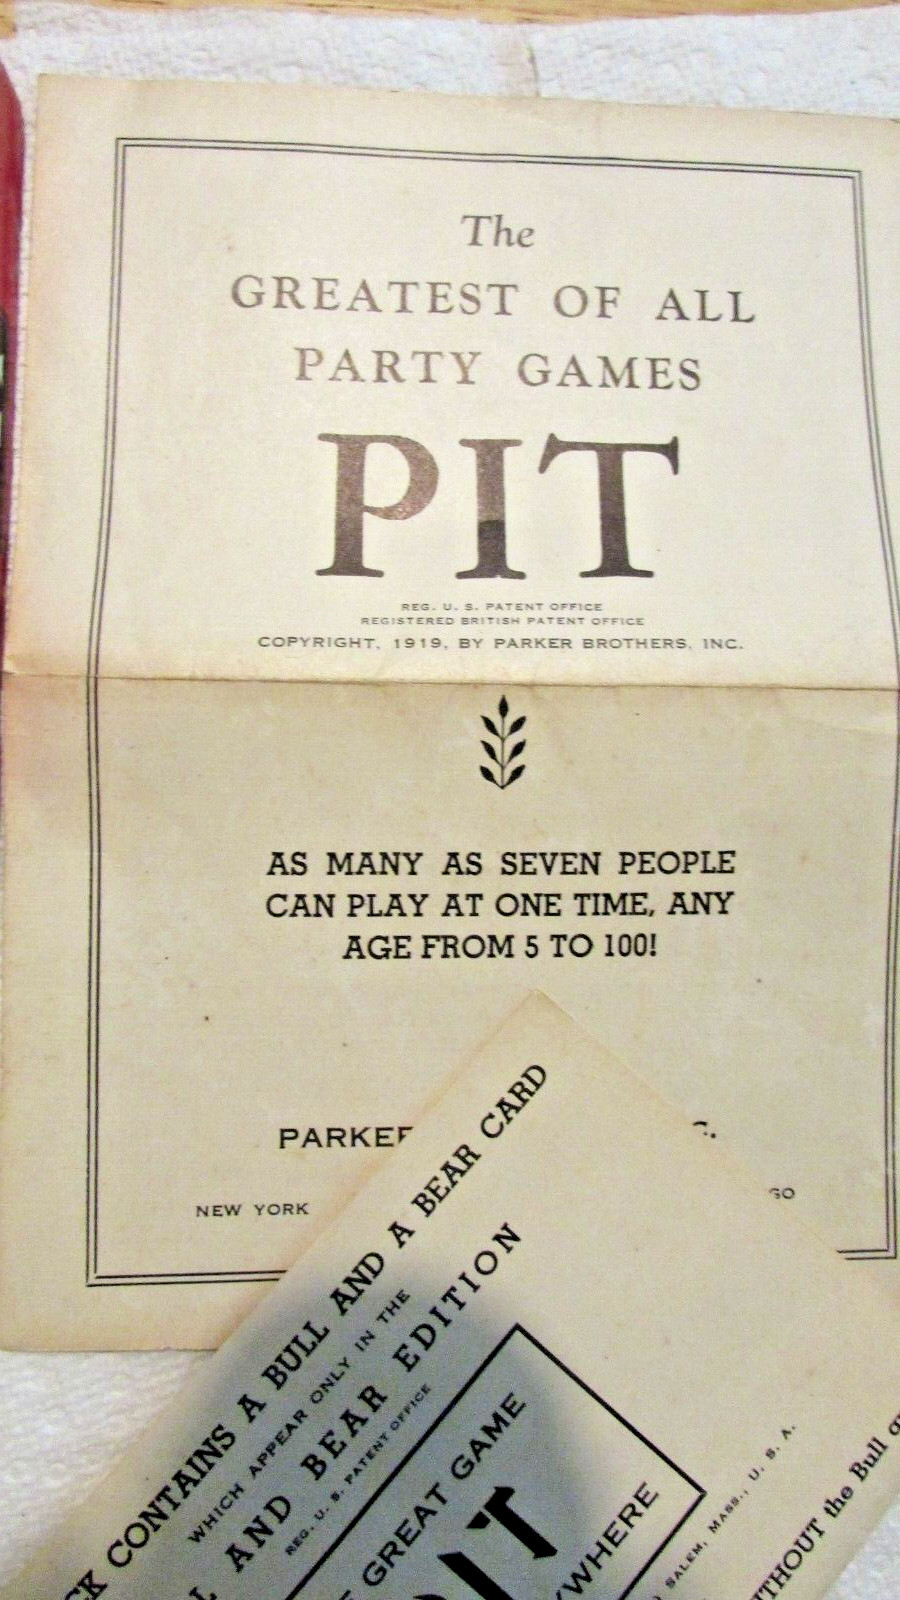 The
GREATEST OF ALL
PARTY GAMES
PIT
REG. U. S. PATENT OFFICE
REGISTERED BRITISH PATENT OFFICE
COPYRIGHT, 1919, BY PARKER BROTHERS, INC.
AS MANY AS SEVEN PEOPLE
CAN PLAY AT ONE TIME, ANY
AGE FROM 5 TO 100!
PARKER
NEW YORK
CONTAINS A BULL AND A BEAR CARD
WHICH APPEAR ONLY IN THE
AND BEAR EDITION
REG. U. S. PATENT OFFICE
GREAT GAME
PIT
SALEM, MASS., U. S. A.
the Bull